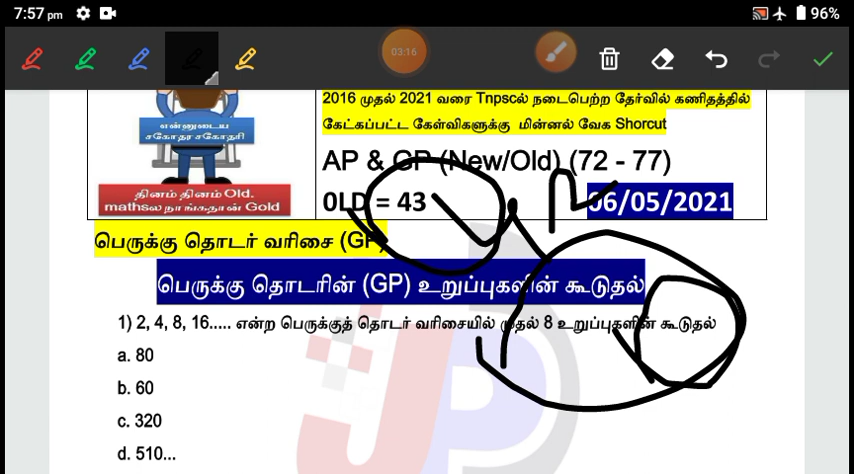 7:57 pm 96%
03:16
2016 முதல் 2021 வரை Tnpscல் நடைபெற்ற தேர்வில் கணிதத்தில்
என்னுடைய
சகோதர சகோதரி
கேட்கப்பட்ட கேள்விகளுக்கு மின்னல் வேக Shorcut
AP & GP (New/Old) (72 - 77)
தினம் தினம் Old.
mathsல நாங்கதான் Gold
OLD = 43 06/05/2021
பெருக்கு தொடர் வரிசை (GP)
பெருக்கு தொடரின் (GP) உறுப்புகளின் கூடுதல்
1) 2, 4, 8, 16..... என்ற பெருக்குத் தொடர் வரிசையில் முதல் 8 உறுப்புகளின் கூடுதல்
a. 80
b. 60
c. 320
d. 510...